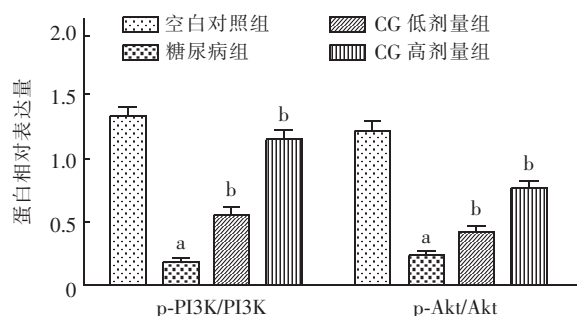 空白对照组 CG 低剂量组
糖尿病组 CG 高剂量组
蛋白相对表达量
2.0
1.5
1.0
0.5
0
a b b a b b
p-PI3K/PI3K p-Akt/Akt